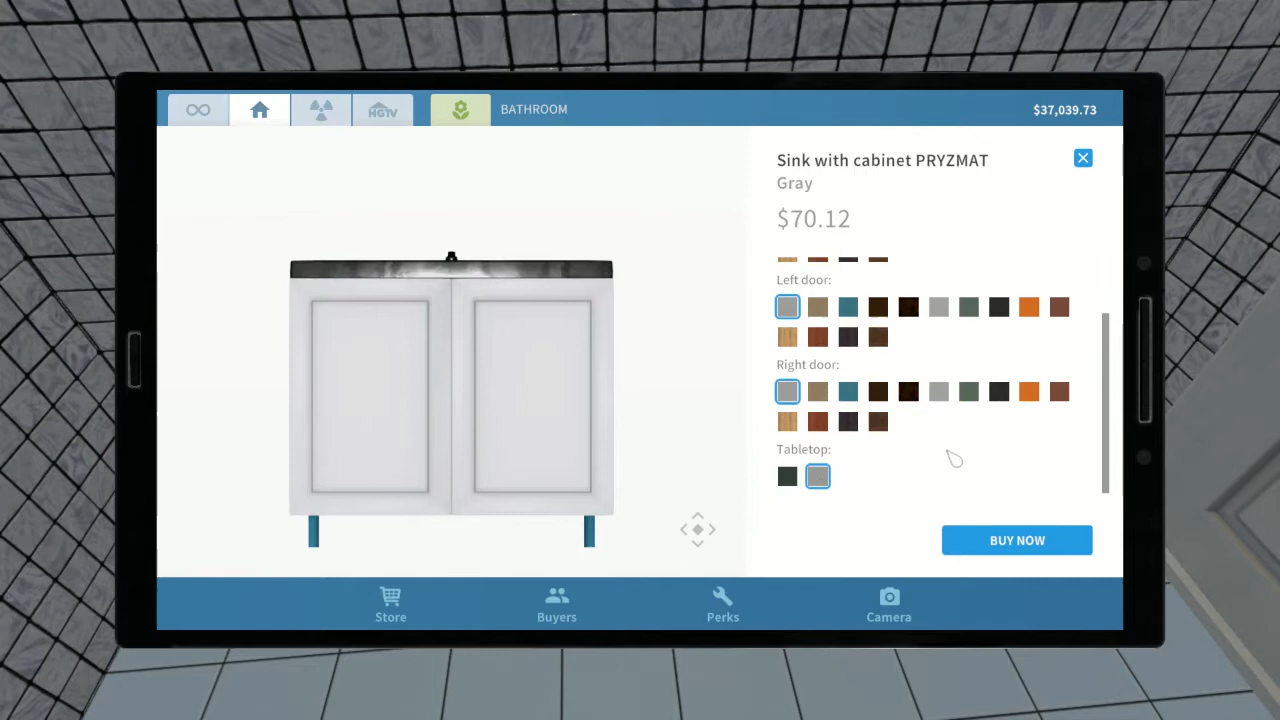 HGTV
BATHROOM
$37,039.73
Sink with cabinet PRYZMAT
Gray
$70.12
Left door:
Right door:
Tabletop:
BUY NOW
Store
Buyers
Perks
Camera